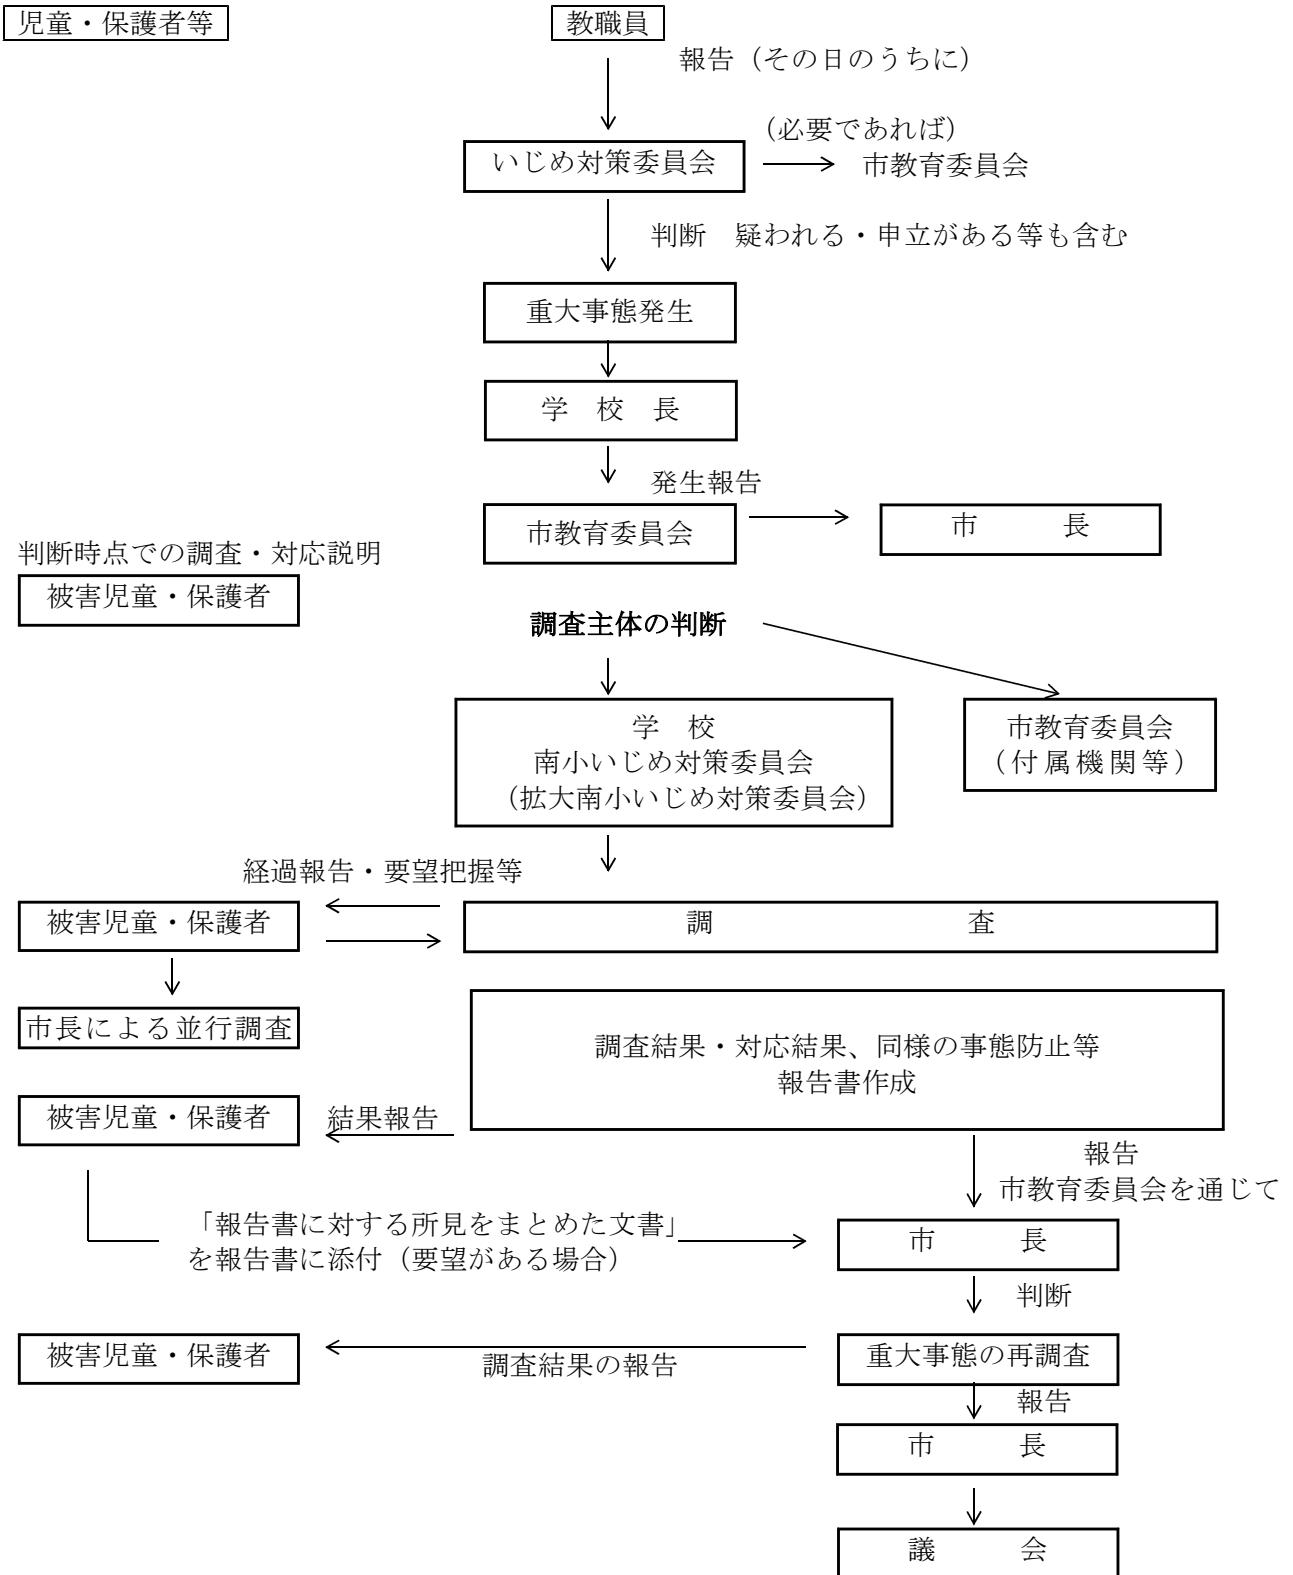 児童・保護者等
教職員
報告（その日のうちに）
（必要であれば）
いじめ対策委員会
市教育委員会
判断　疑われる・申立がある等も含む
重大事態発生
学　校　長
発生報告
市教育委員会
市　　　長
判断時点での調査・対応説明
被害児童・保護者
調査主体の判断
学　校
南小いじめ対策委員会
（拡大南小いじめ対策委員会）
市教育委員会
（付属機関等）
経過報告・要望把握等
被害児童・保護者
調　　　　　　　　　査
市長による並行調査
調査結果・対応結果、同様の事態防止等
報告書作成
被害児童・保護者
結果報告
報告
市教育委員会を通じて
「報告書に対する所見をまとめた文書」
を報告書に添付（要望がある場合）
市　　　長
判断
被害児童・保護者
調査結果の報告
重大事態の再調査
報告
市　　　長
議　　　会